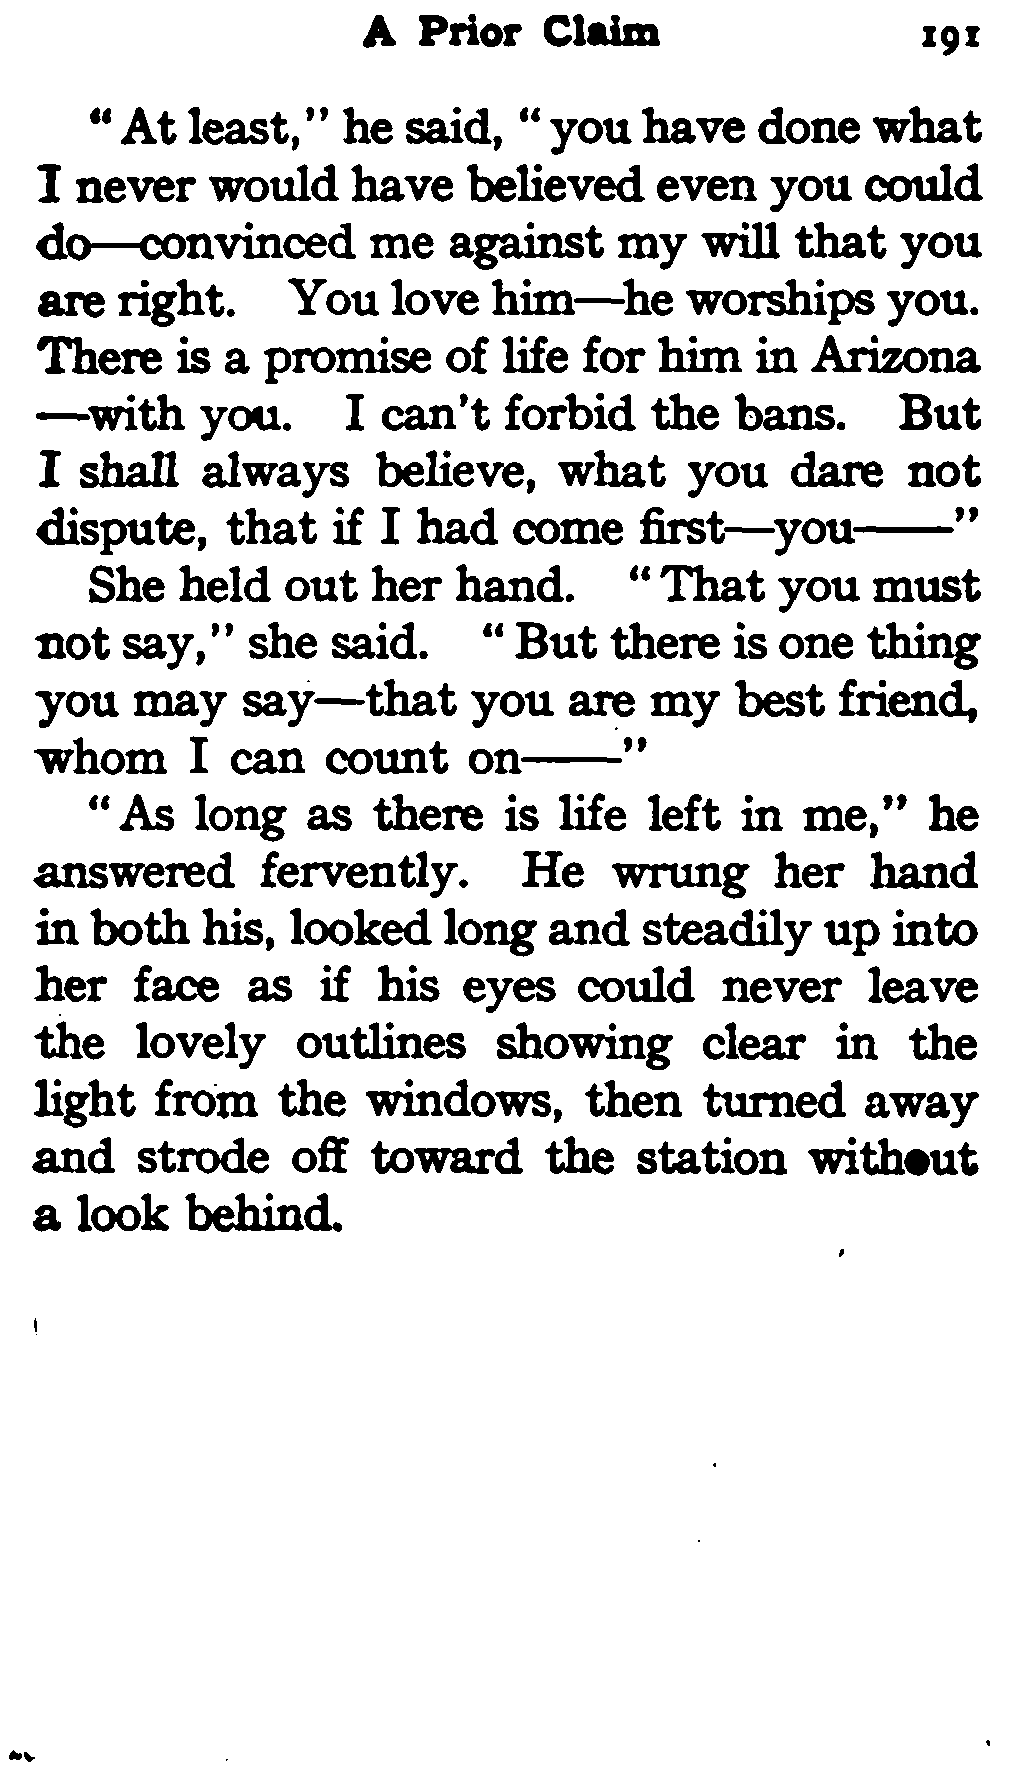 A Prior Claim 191
“At least,” he said, “you have done what
I never would have believed even you could
do—convinced me against my will that you
are right. You love him—he worships you.
There is a promise of life for him in Arizona
—with you. I can’t forbid the bans. But
I shall always believe, what you dare not
dispute, that if I had come first—you——”
She held out her hand. “That you must
not say,” she said. “But there is one thing
you may say—that you are my best friend,
whom I can count on——”
“As long as there is life left in me,” he
answered fervently. He wrung her hand
in both his, looked long and steadily up into
her face as if his eyes could never leave
the lovely outlines showing clear in the
light from the windows, then turned away
and strode off toward the station without
a look behind.